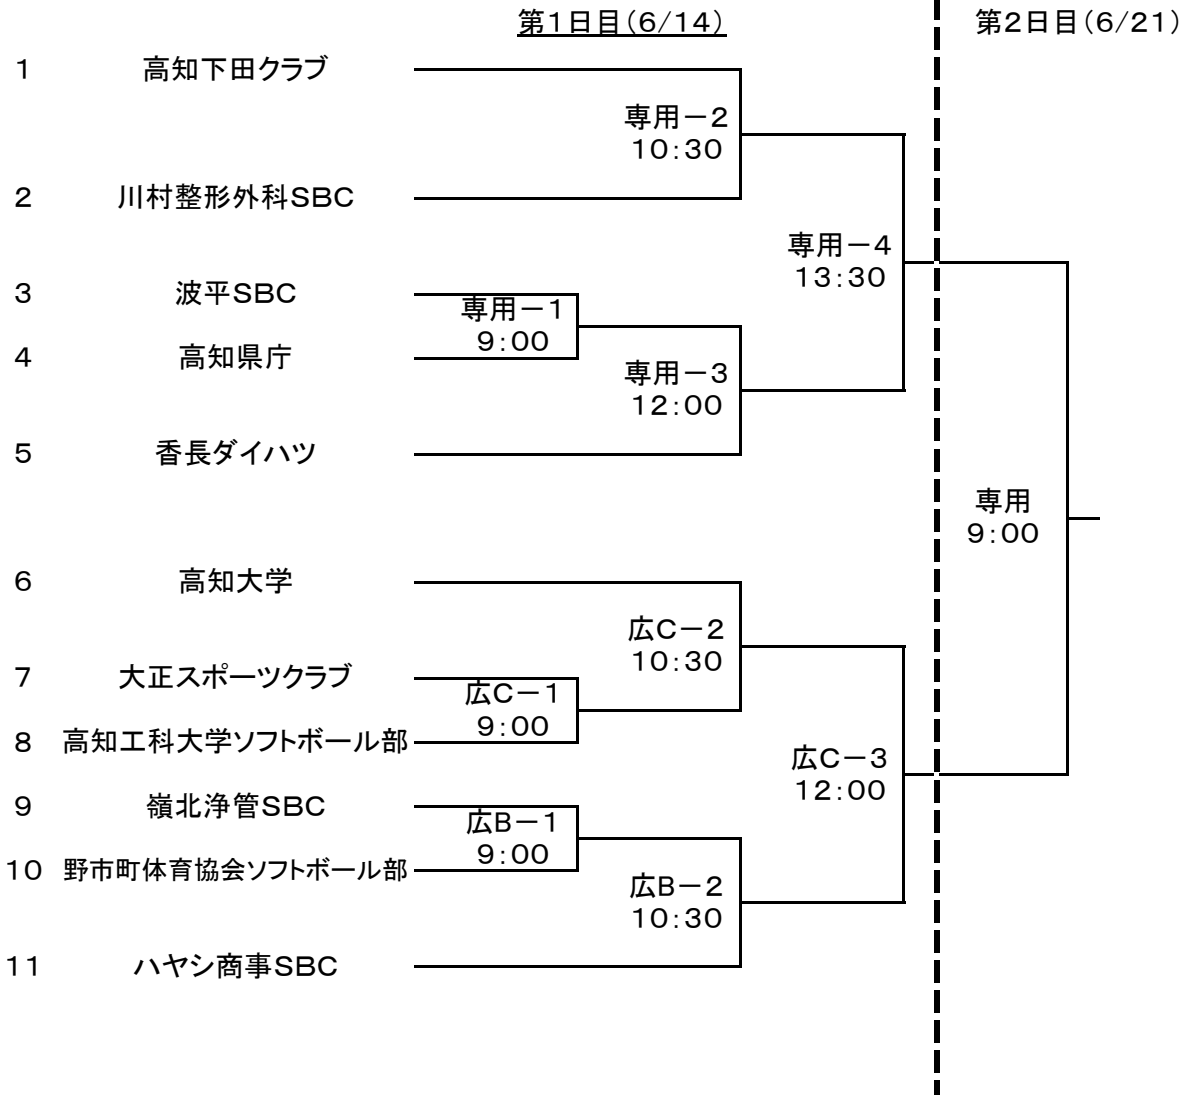 第1日目(6/14)
第2日目(6/21)
1 高知下田クラブ
専用－2
10:30
2 川村整形外科SBC
専用－4
13:30
3 波平SBC
専用－1
9:00
4 高知県庁
専用－3
12:00
5 香長ダイハツ
専用
9:00
6 高知大学
広C－2
10:30
7 大正スポーツクラブ
広C－1
9:00
8 高知工科大学ソフトボール部
広C－3
12:00
9 嶺北浄管SBC
広B－1
9:00
10 野市町体育協会ソフトボール部
広B－2
10:30
11 ハヤシ商事SBC